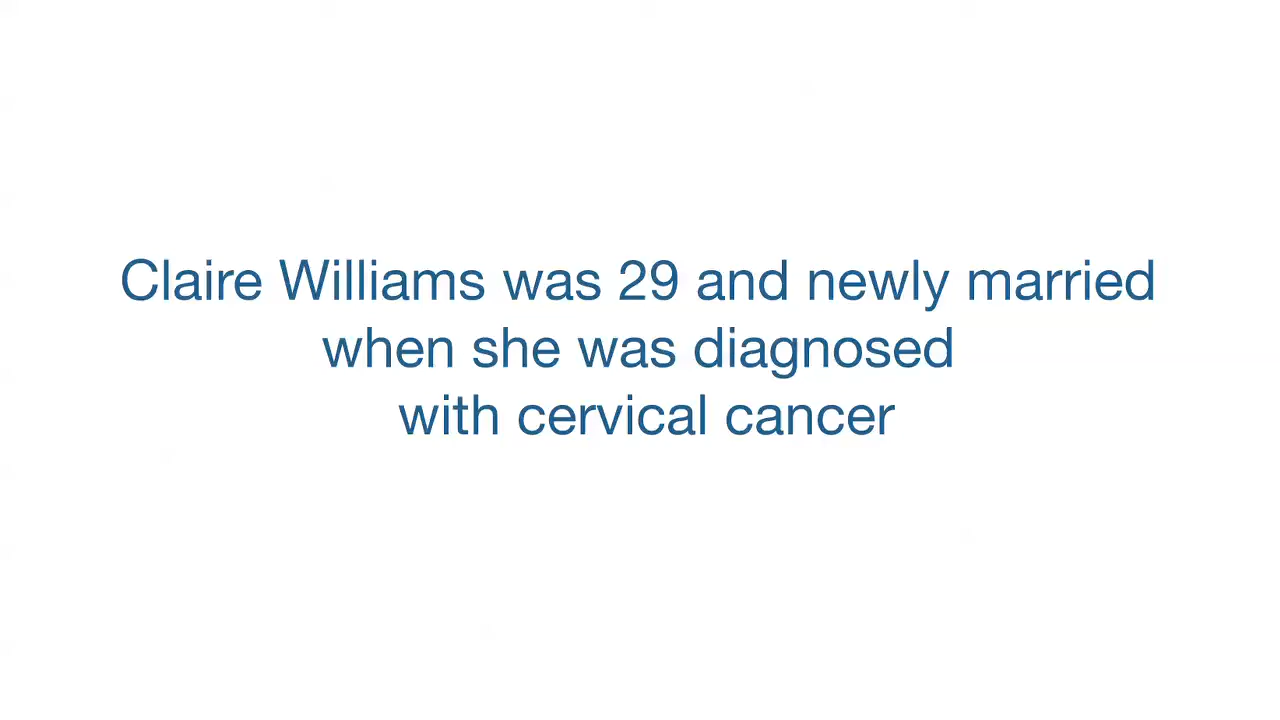 Claire Williams was 29 and newly married
when she was diagnosed
with cervical cancer